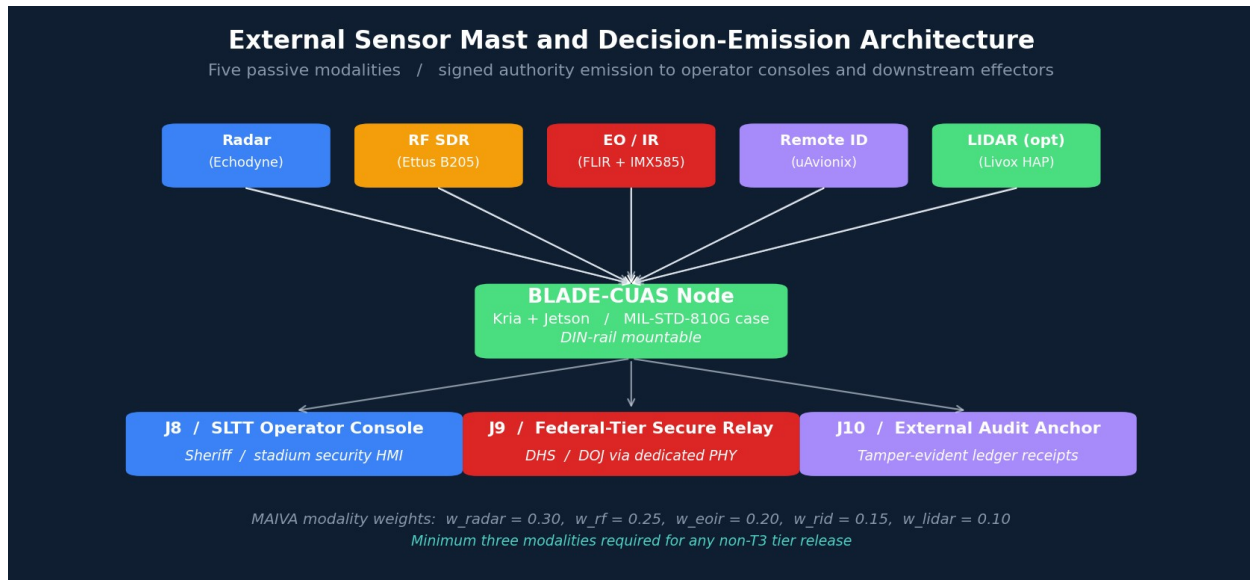 External Sensor Mast and Decision-Emission Architecture
Five passive modalities / signed authority emission to operator consoles and downstream effectors
Radar
(Echodyne)
RF SDR
(Ettus B205)
EO / IR
(FLIR + IMX585)
Remote ID
(uAvionix)
LIDAR (opt)
(Livox HAP)
BLADE-CUAS Node
Kria + Jetson / MIL-STD-810G case
DIN-rail mountable
J8 / SLTT Operator Console
Sheriff / stadium security HMI
J9 / Federal-Tier Secure Relay
DHS / DOJ via dedicated PHY
J10 / External Audit Anchor
Tamper-evident ledger receipts
MAIVA modality weights: w_radar = 0.30, w_rf = 0.25, w_eoir = 0.20, w_rid = 0.15, w_lidar = 0.10
Minimum three modalities required for any non-T3 tier release